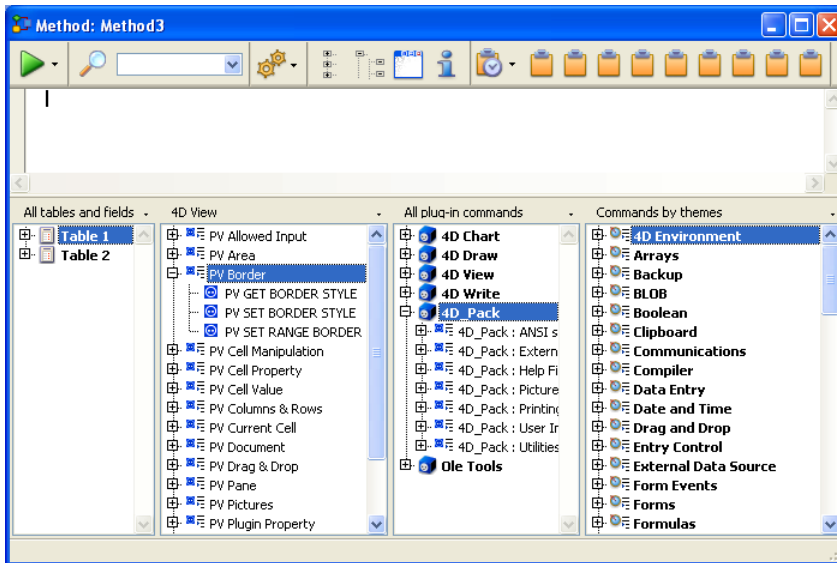 Method: Method3
All tables and fields
Table 1
Table 2
4D View
PV Allowed Input
PV Area
PV Border
PV GET BORDER STYLE
PV SET BORDER STYLE
PV SET RANGE BORDER
PV Cell Manipulation
PV Cell Property
PV Cell Value
PV Columns & Rows
PV Current Cell
PV Document
PV Drag & Drop
PV Pane
PV Pictures
PV Plugin Property
All plug-in commands
4D Chart
4D Draw
4D View
4D Write
4D_Pack
4D_Pack : ANSI s
4D_Pack : Extern
4D_Pack : Help Fi
4D_Pack : Picture
4D_Pack : Printing
4D_Pack : User Ir
4D_Pack : Utilities
Ole Tools
Commands by themes
4D Environment
Arrays
Backup
BLOB
Boolean
Clipboard
Communications
Compiler
Data Entry
Date and Time
Drag and Drop
Entry Control
External Data Source
Form Events
Forms
Formulas